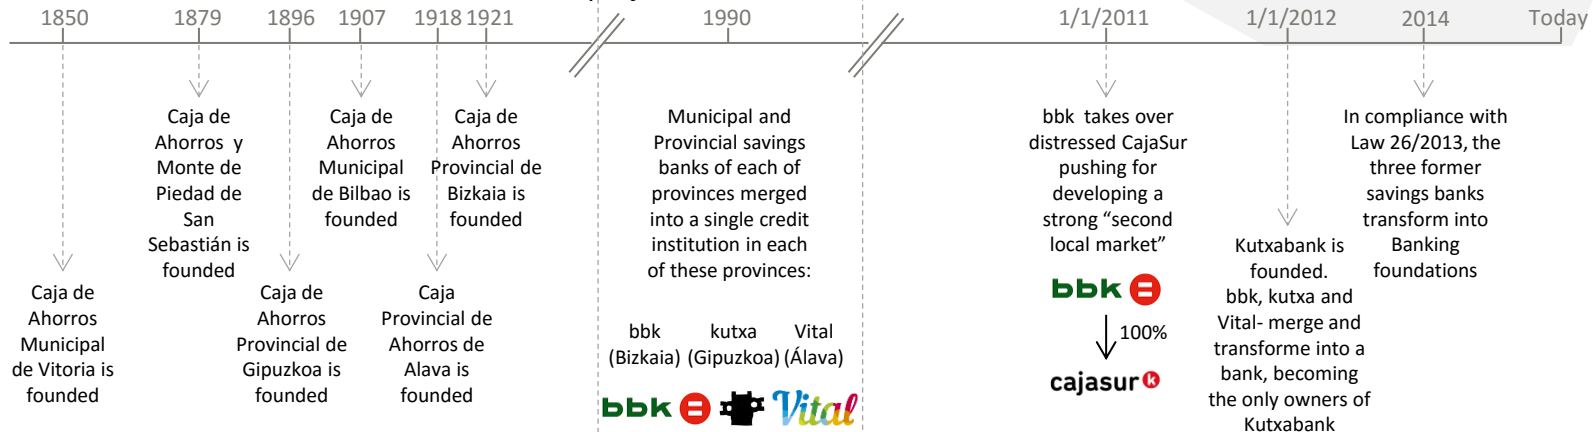 1850
1879
1896
1907
1918
1921
1990
1/1/2011
1/1/2012
2014
Today
Caja de
Ahorros
Municipal
de Vitoria is
founded
Caja de
Ahorros y
Monte de
Piedad de
San
Sebastián is
founded
Caja de
Ahorros
Provincial de
Gipuzkoa is
founded
Caja de
Ahorros
Municipal
de Bilbao is
founded
Caja
Provincial de
Ahorros de
Alava is
founded
Caja de
Ahorros
Provincial de
Bizkaia is
founded
Municipal and
Provincial savings
banks of each of
provinces merged
into a single credit
institution in each
of these provinces:
bbk
(Bizkaia)
kutxa
(Gipuzkoa)
Vital
(Álava)
bbk
Vital
bbk takes over
distressed CajaSur
pushing for
developing a
strong “second
local market”
bbk
100%
cajasur k
Kutxabank is
founded.
bbk, kutxa and
Vital- merge and
transforme into a
bank, becoming
the only owners of
Kutxabank
In compliance with
Law 26/2013, the
three former
savings banks
transform into
Banking
foundations